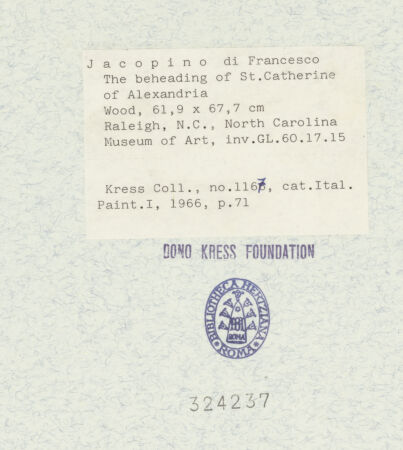 Jacopino di Francesco
The beheading of St.Catherine
of Alexandria
Wood, 61,9 x 67,7 cm
Raleigh, N.C., North Carolina
Museum of Art, inv.GL.60.17.15
Kress Coll., no.1167, cat.Ital.
Paint.I, 1966, p.71
DONO KRESS FOUNDATION
BIBLIOTHECA HERTZIANA
ROMA
ROMA
324237